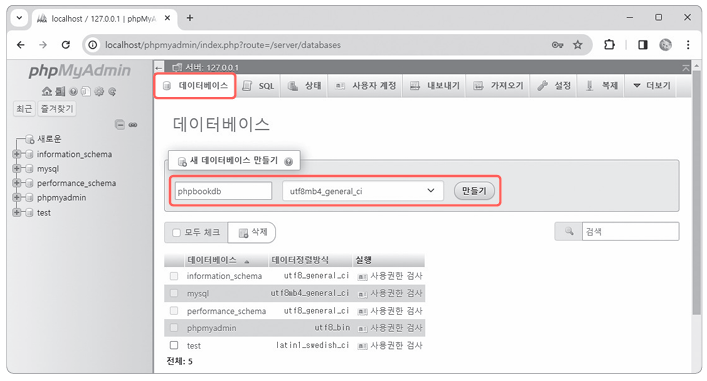 localhost / 127.0.0.1 | phpMy
localhost/phpmyadmin/index.php?route=/server/databases
phpMyAdmin
최근 즐겨찾기
새로운
information_schema
mysql
performance_schema
phpmyadmin
test
서버: 127.0.0.1
데이터베이스 SQL 상태 사용자 계정 내보내기 가져오기 설정 복제 더보기
데이터베이스
새 데이터베이스 만들기
phpbookdb utf8mb4_general_ci 만들기
모두 체크 삭제 검색
데이터베이스 데이터정렬방식 실행
information_schema utf8_general_ci 사용권한 검사
mysql utf8mb4_general_ci 사용권한 검사
performance_schema utf8_general_ci 사용권한 검사
phpmyadmin utf8_bin 사용권한 검사
test latin1_swedish_ci 사용권한 검사
전체: 5